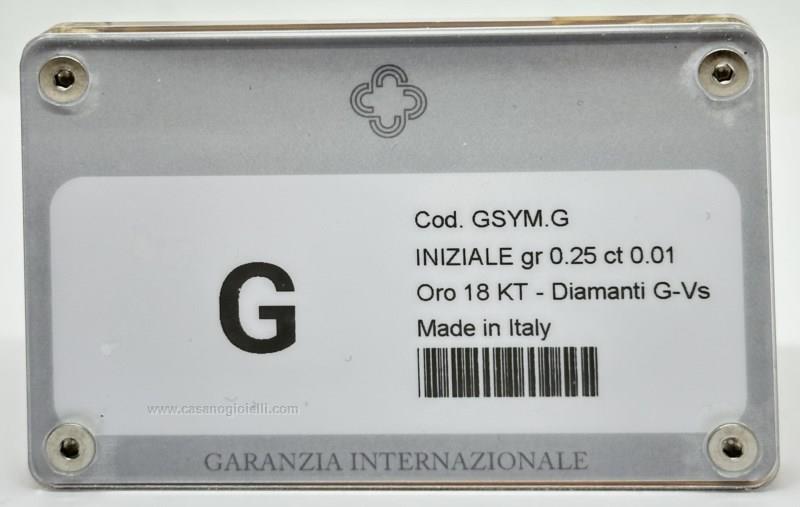 Cod. GSYM.G
INIZIALE gr 0.25 ct 0.01
Oro 18 KT - Diamanti G-Vs
Made in Italy
G
www.casanogioielli.com
GARANZIA INTERNAZIONALE